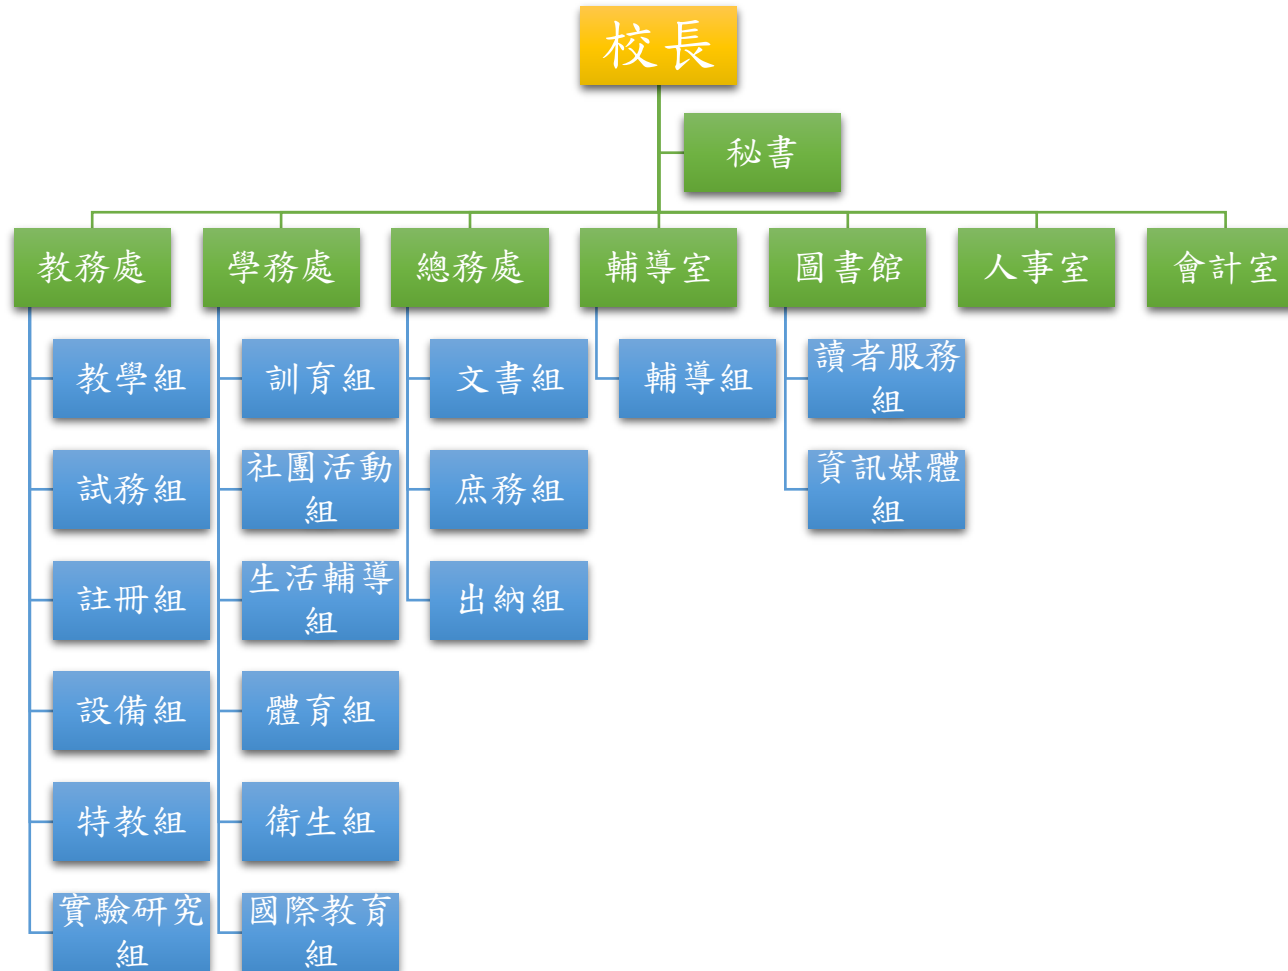 校長
秘書
教務處
學務處
總務處
輔導室
圖書館
人事室
會計室
教學組
訓育組
文書組
輔導組
讀者服務
組
試務組
社團活動
組
庶務組
資訊媒體
組
註冊組
生活輔導
組
出納組
設備組
體育組
特教組
衛生組
實驗研究
組
國際教育
組